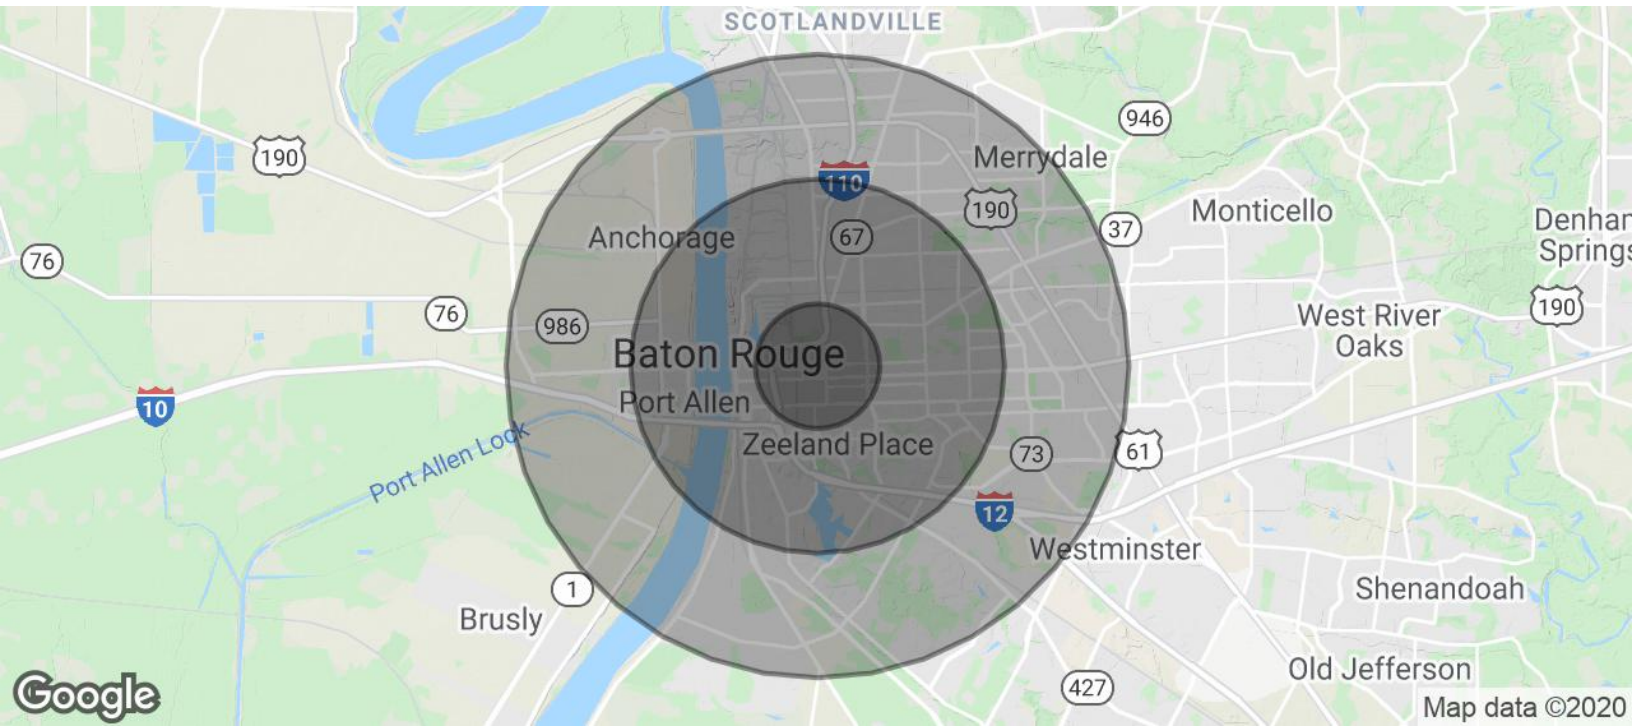 SCOTLANDVILLE
946
190
Merrydale
110
190
Monticello
37
Denham
Springs
Anchorage
67
76
76
986
190
West River
Oaks
Baton Rouge
10
Port Allen
Zeeland Place
73
61
Port Allen Lock
12
Westminster
1
Shenandoah
Brusly
Old Jefferson
427
Google
Map data ©2020